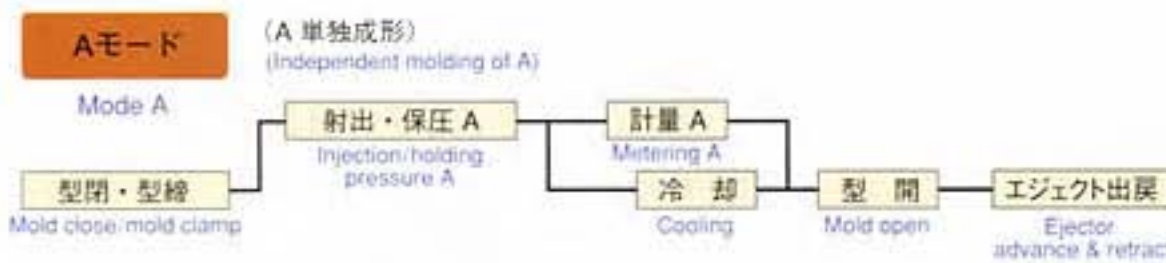 Aモード
(A 単独成形)
(Independent molding of A)
Mode A
射出・保圧 A
Injection/holding
pressure A
計量 A
Metering A
型閉・型締
Mold close/mold clamp
冷 却
Cooling
型 開
Mold open
エジェクト出戻
Ejector
advance & retrac